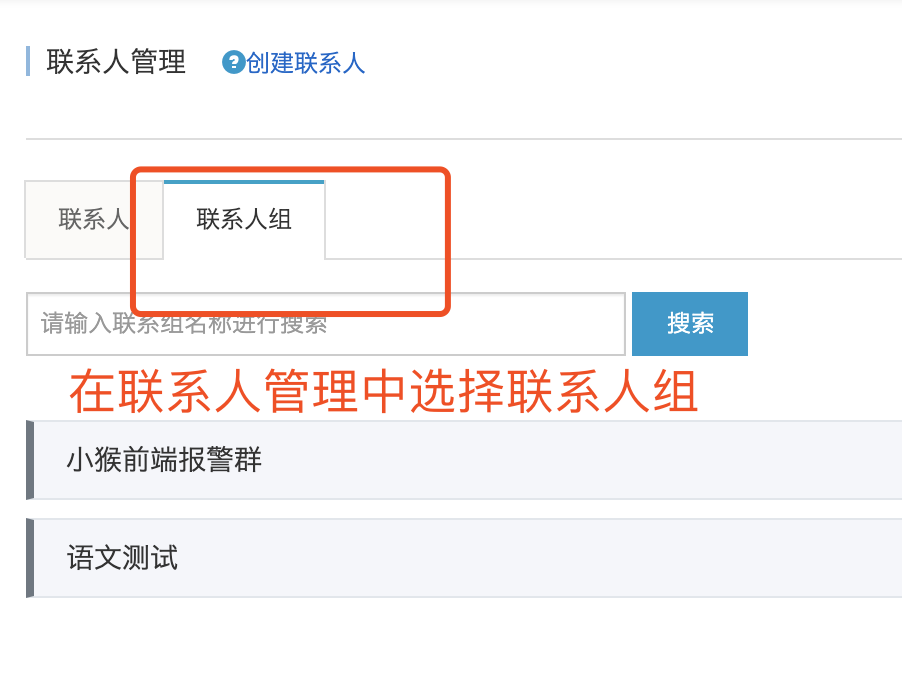 联系人管理 创建联系人
联系人 联系人组
请输入联系组名称进行搜索 搜索
在联系人管理中选择联系人组
小猴前端报警群
语文测试